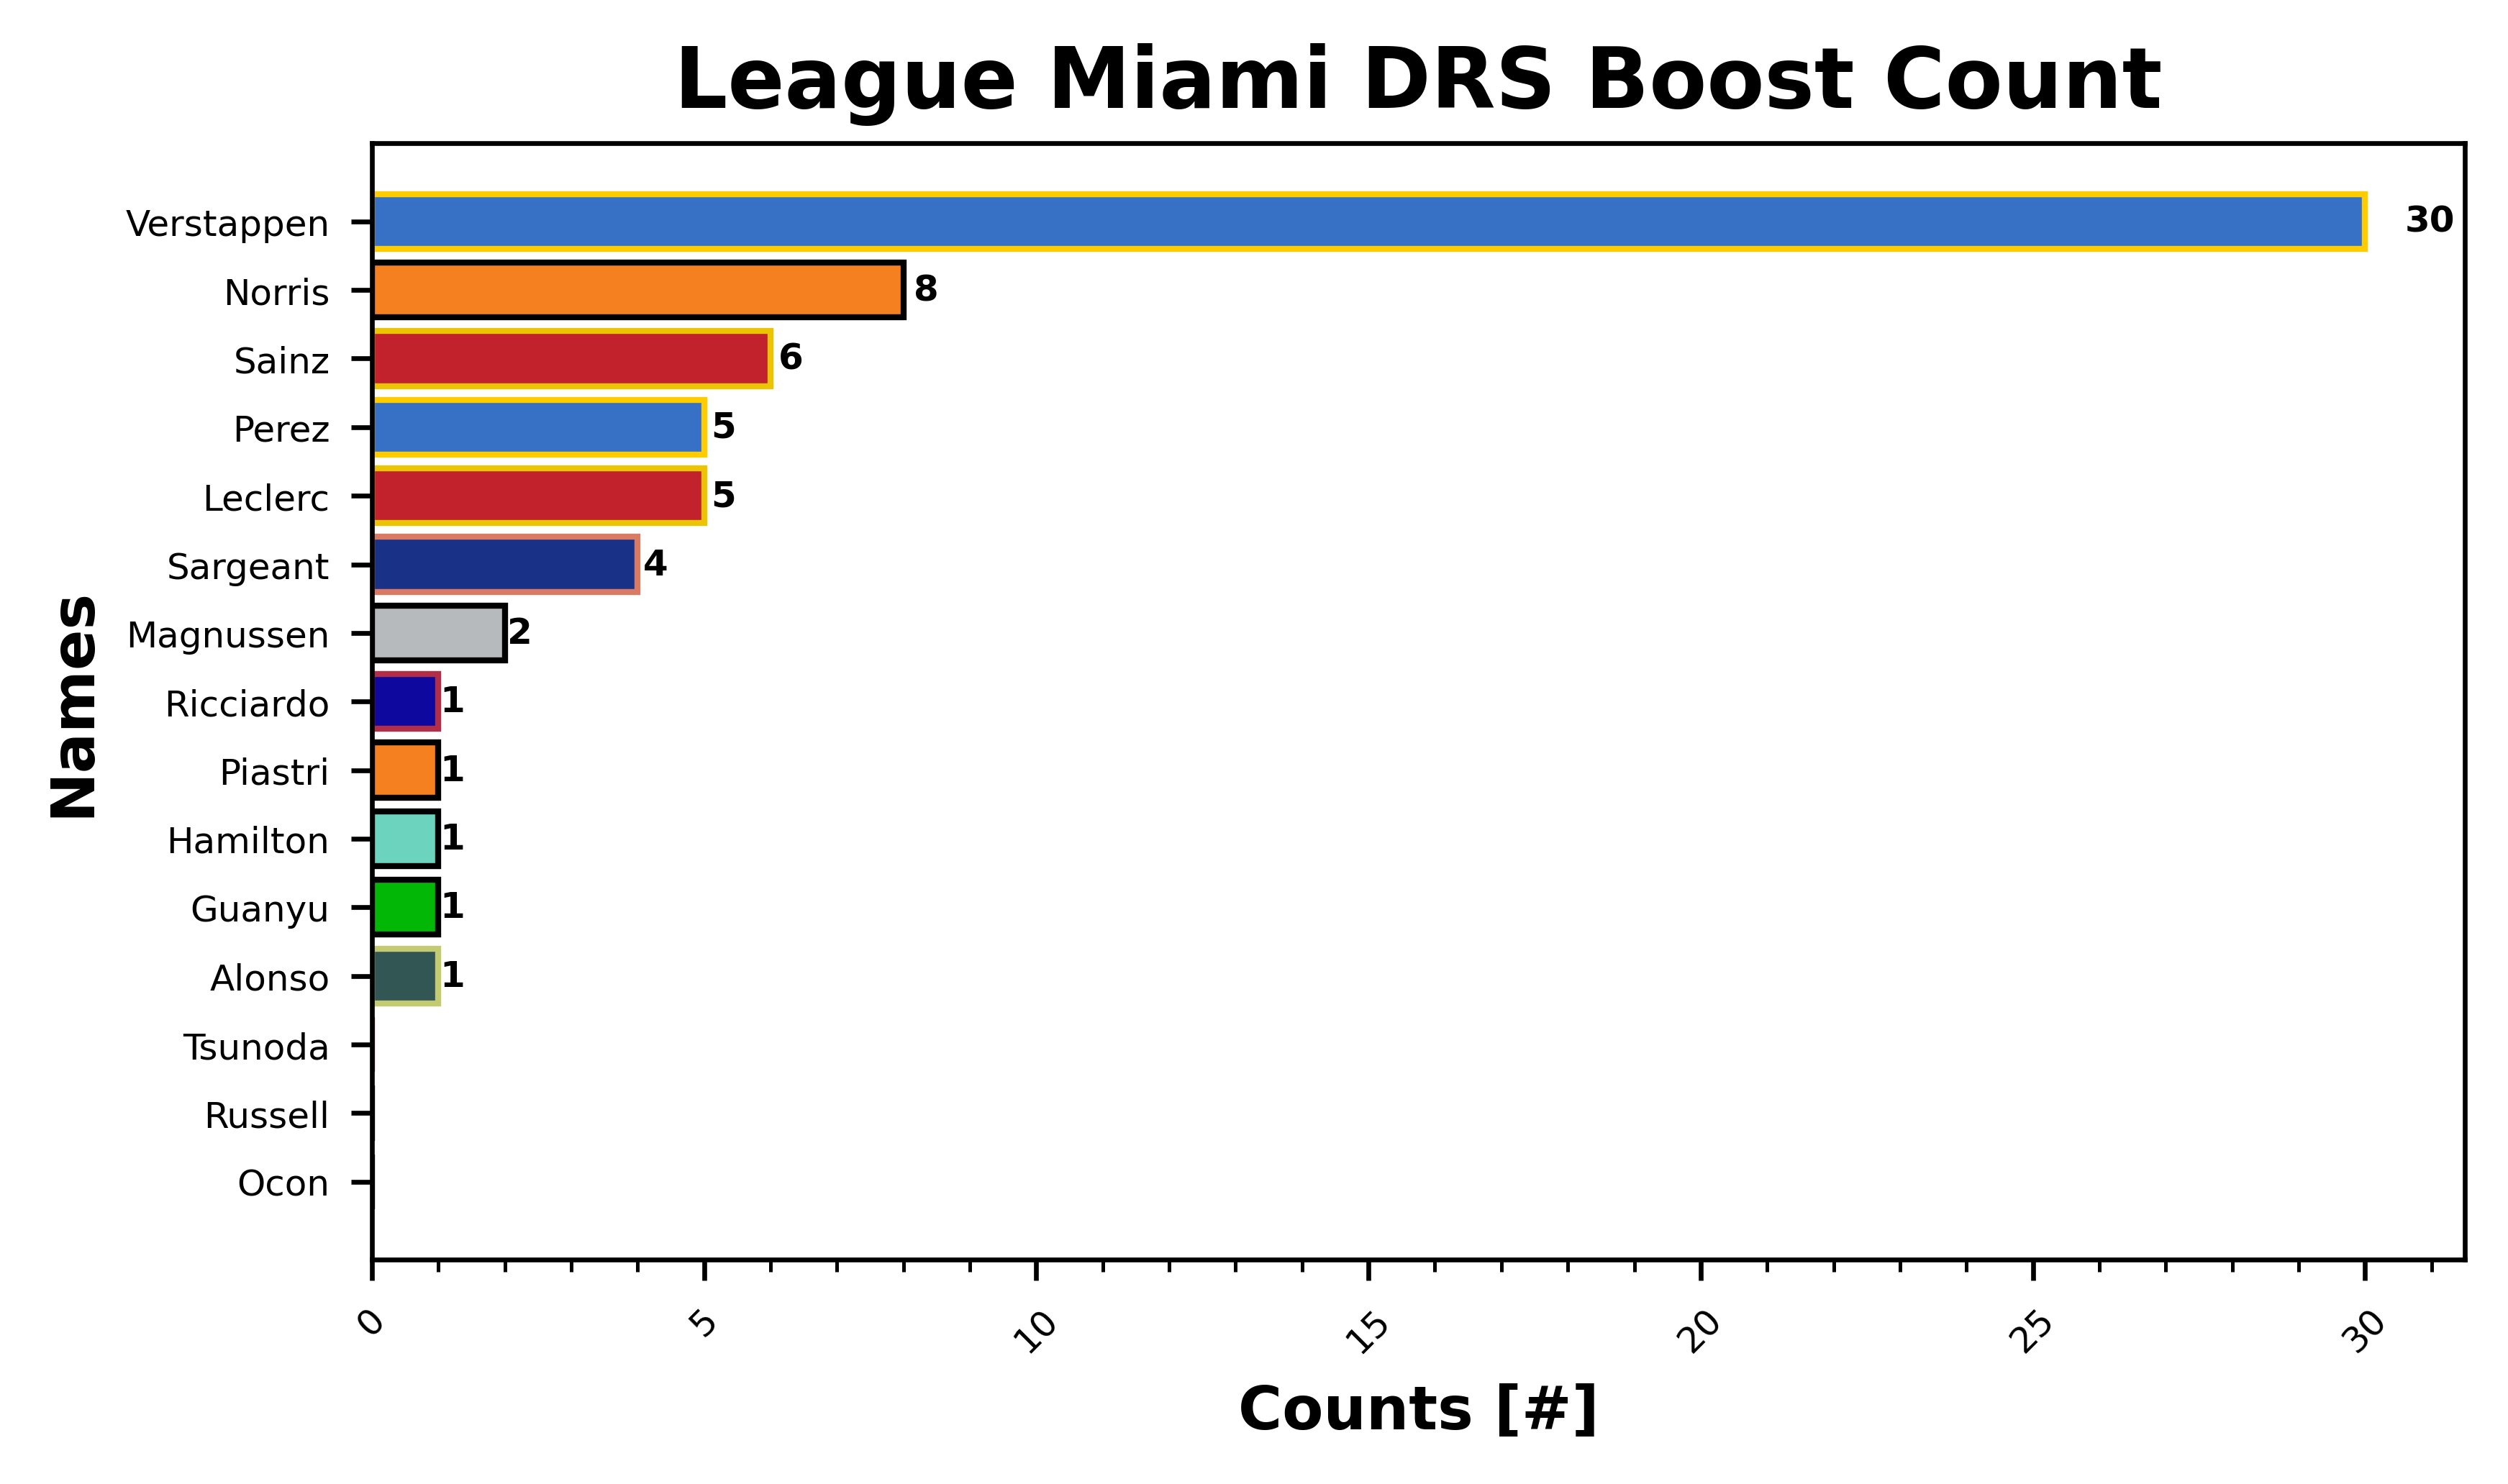 League Miami DRS Boost Count
Verstappen 30
Norris 8
Sainz 6
Perez 5
Leclerc 5
Sargeant 4
Magnussen 2
Ricciardo 1
Piastri 1
Hamilton 1
Guanyu 1
Alonso 1
Tsunoda
Russell
Ocon
Names
0 5 10 15 20 25 30
Counts [#]